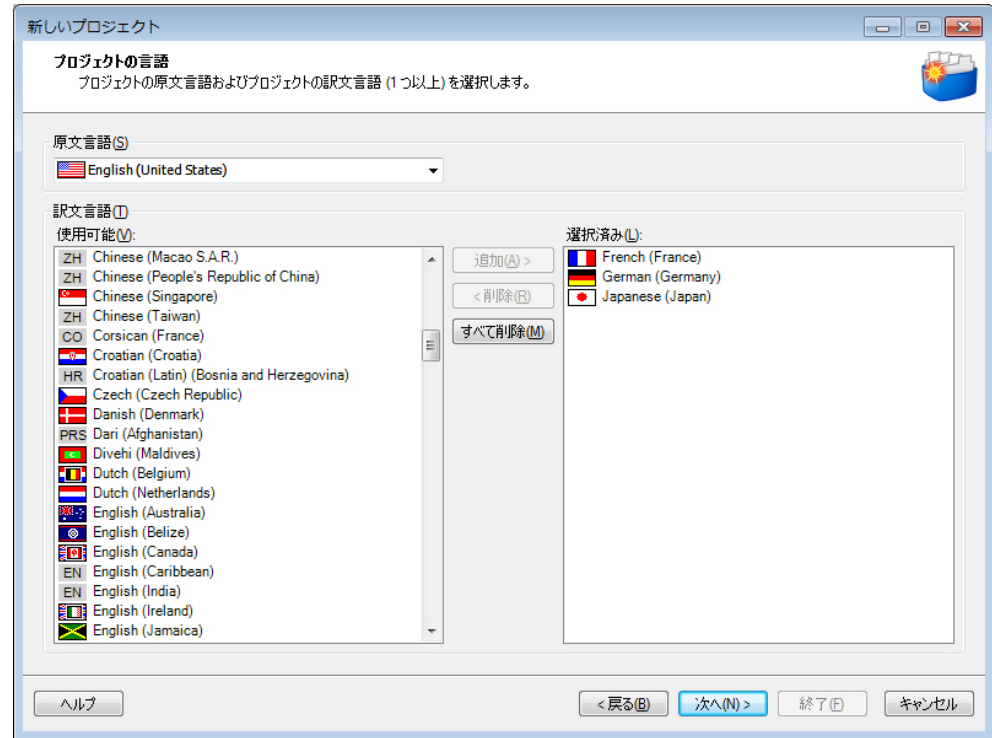 新しいプロジェクト
プロジェクトの言語
プロジェクトの原文言語およびプロジェクトの訳文言語 (1 つ以上) を選択します。
原文言語(S)
English (United States)
訳文言語(T)
使用可能(V):
ZH Chinese (Macao S.A.R.)
ZH Chinese (People's Republic of China)
Chinese (Singapore)
ZH Chinese (Taiwan)
CO Corsican (France)
Croatian (Croatia)
HR Croatian (Latin) (Bosnia and Herzegovina)
Czech (Czech Republic)
Danish (Denmark)
PRS Dari (Afghanistan)
Divehi (Maldives)
Dutch (Belgium)
Dutch (Netherlands)
English (Australia)
English (Belize)
English (Canada)
EN English (Caribbean)
EN English (India)
English (Ireland)
English (Jamaica)
追加(A) >
< 削除(R)
すべて削除(M)
選択済み(L):
French (France)
German (Germany)
Japanese (Japan)
ヘルプ
< 戻る(B)
次へ(N) >
終了(F)
キャンセル